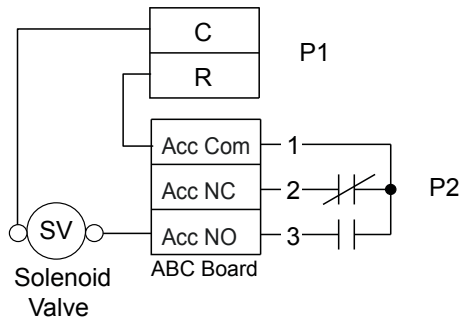 C
P1
R
Acc Com 1
Acc NC 2
P2
Acc NO 3
SV
ABC Board
Solenoid
Valve